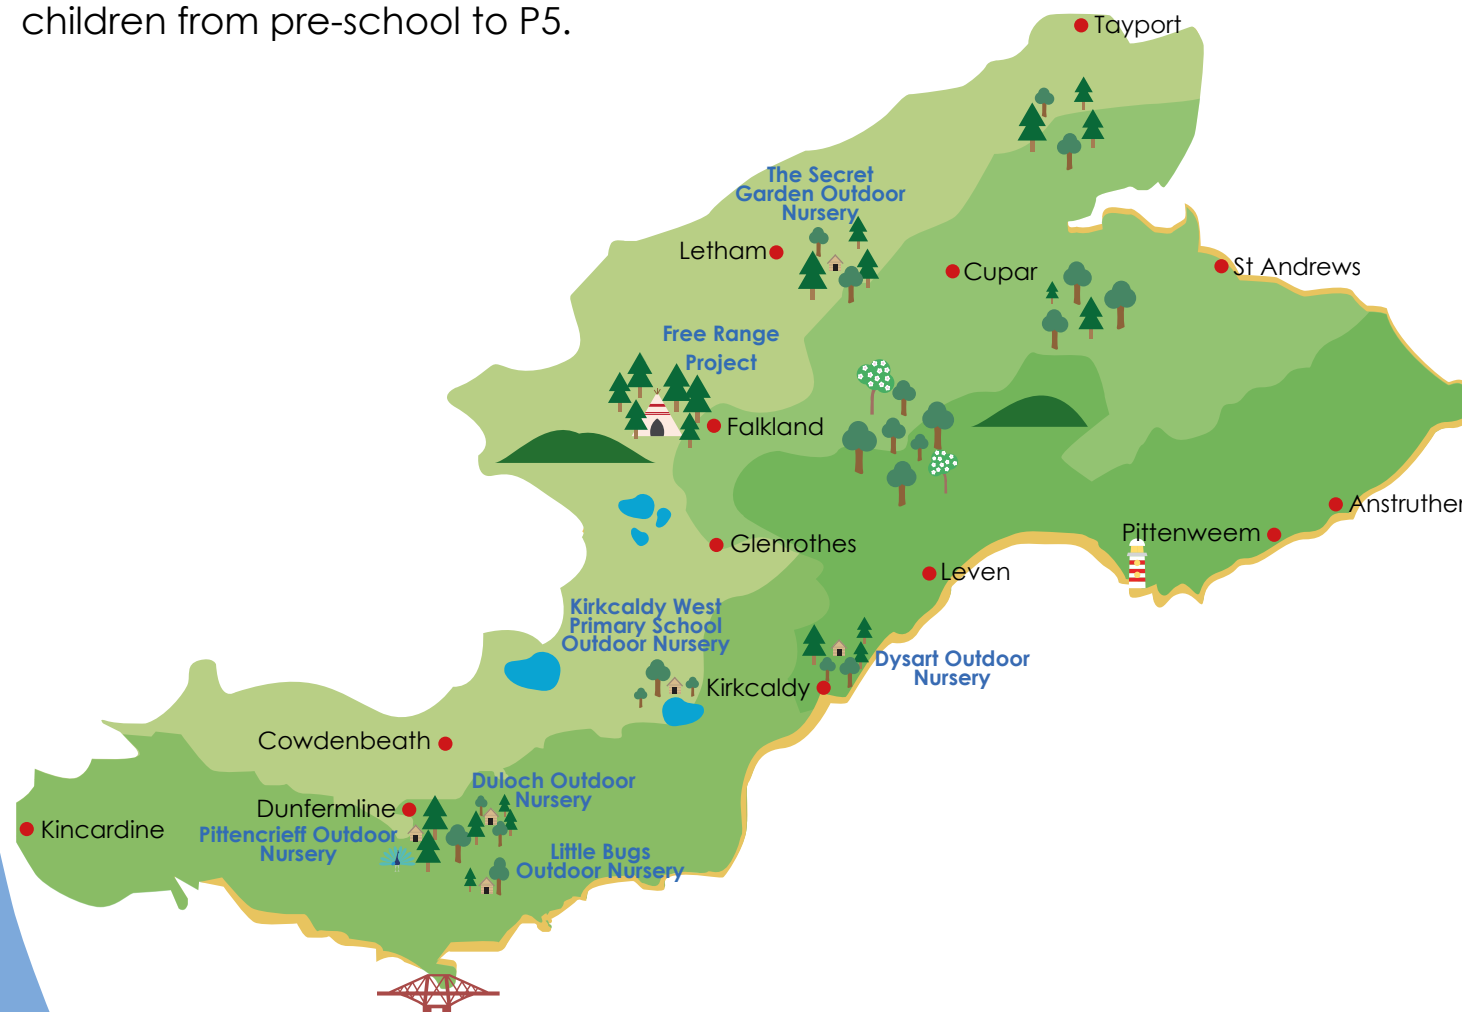 children from pre-school to P5.
Tayport
The Secret
Garden Outdoor
Nursery
Letham
Cupar
St Andrews
Free Range
Project
Falkland
Anstruther
Pittenweem
Glenrothes
Leven
Kirkcaldy West
Primary School
Outdoor Nursery
Dysart Outdoor
Nursery
Kirkcaldy
Cowdenbeath
Duloch Outdoor
Nursery
Dunfermline
Kincardine
Pittencrieff Outdoor
Nursery
Little Bugs
Outdoor Nursery